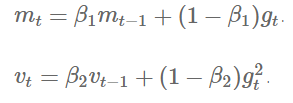 m_t = β_1 m_{t−1} + (1 − β_1) g_t.
v_t = β_2 v_{t−1} + (1 − β_2) g_t^2.